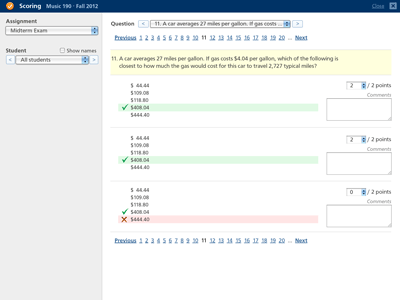 Scoring Music 190 - Fall 2012 Close
Assignment
Midterm Exam
Student Show names
< All students >
Question < 11. A car averages 27 miles per gallon. If gas costs ... >
Previous 1 2 3 4 5 6 7 8 9 10 11 12 13 14 15 16 17 18 19 20 ... Next
11. A car averages 27 miles per gallon. If gas costs $4.04 per gallon, which of the following is
closest to how much the gas would cost for this car to travel 2,727 typical miles?
$ 44.44
2 / 2 points
$109.08
Comments
$118.80
$408.04
$444.40
$ 44.44
2 / 2 points
$109.08
Comments
$118.80
$408.04
$444.40
$ 44.44
0 / 2 points
$109.08
Comments
$118.80
$408.04
$444.40
Previous 1 2 3 4 5 6 7 8 9 10 11 12 13 14 15 16 17 18 19 20 ... Next